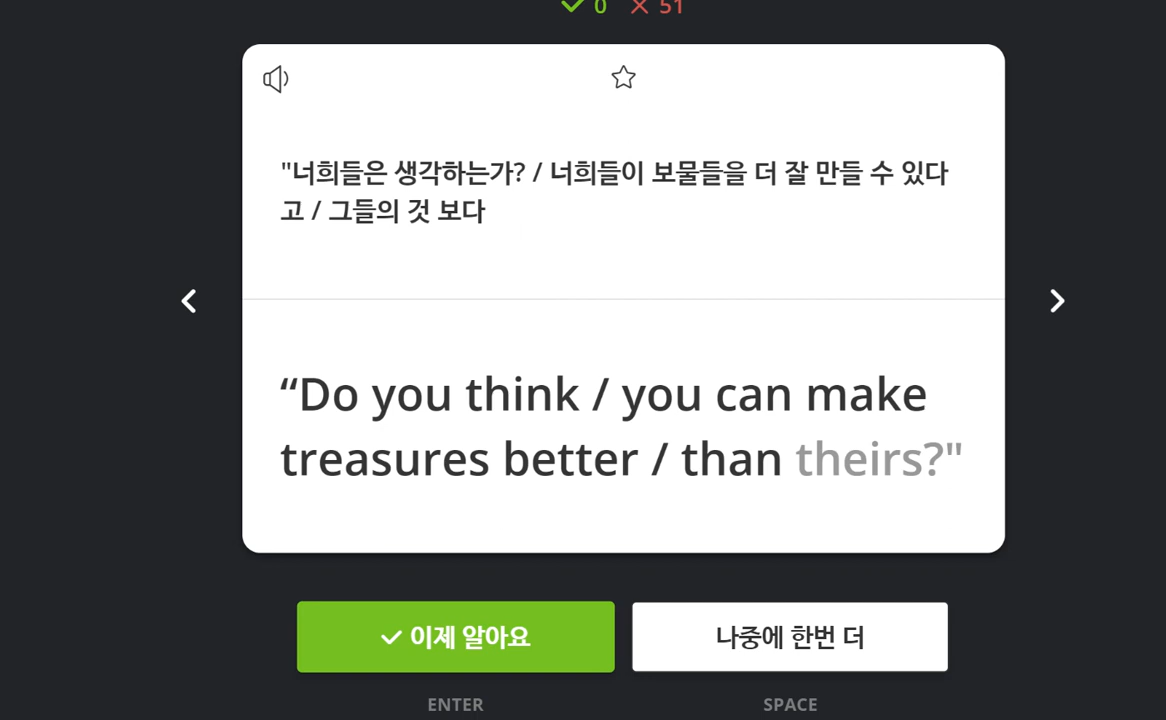 0 51
"너희들은 생각하는가? / 너희들이 보물들을 더 잘 만들 수 있다
고 / 그들의 것 보다
“Do you think / you can make
treasures better / than theirs?"
이제 알아요
나중에 한번 더
ENTER
SPACE